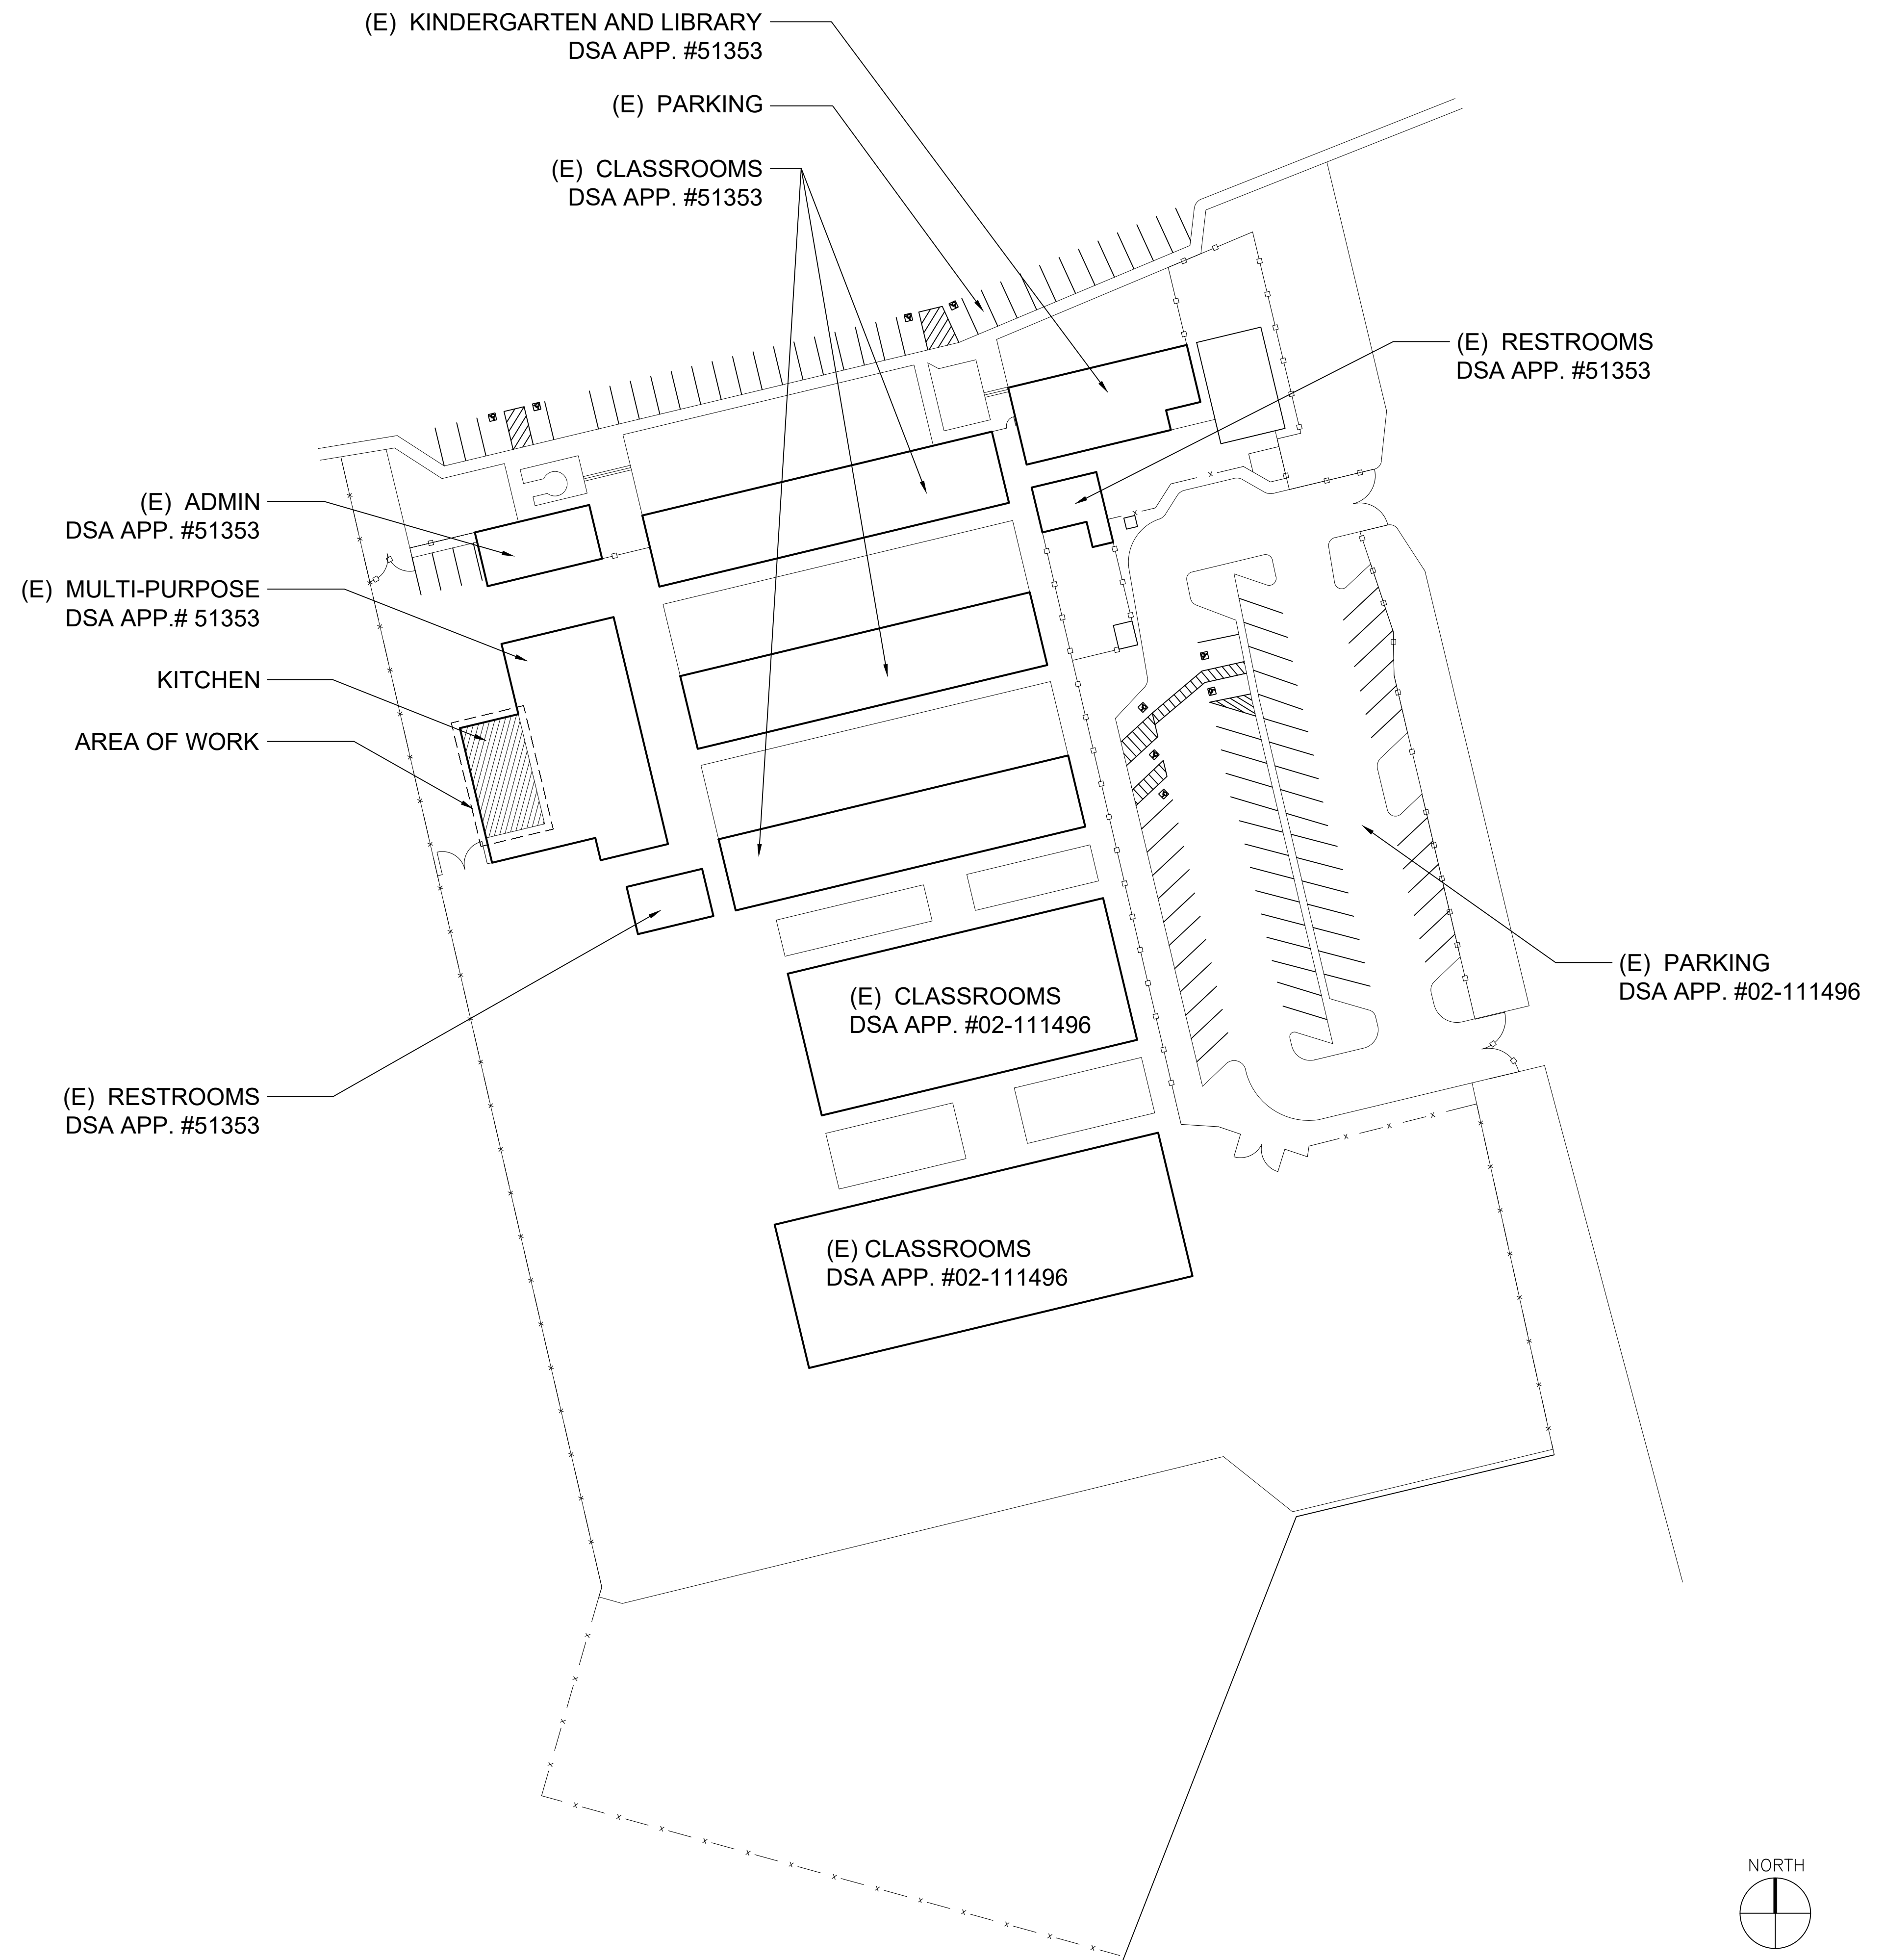 (E) KINDERGARTEN AND LIBRARY
DSA APP. #51353
(E) PARKING
(E) CLASSROOMS
DSA APP. #51353
(E) RESTROOMS
DSA APP. #51353
(E) ADMIN
DSA APP. #51353
(E) MULTI-PURPOSE
DSA APP.# 51353
KITCHEN
AREA OF WORK
(E) PARKING
DSA APP. #02-111496
(E) CLASSROOMS
DSA APP. #02-111496
(E) RESTROOMS
DSA APP. #51353
(E) CLASSROOMS
DSA APP. #02-111496
NORTH